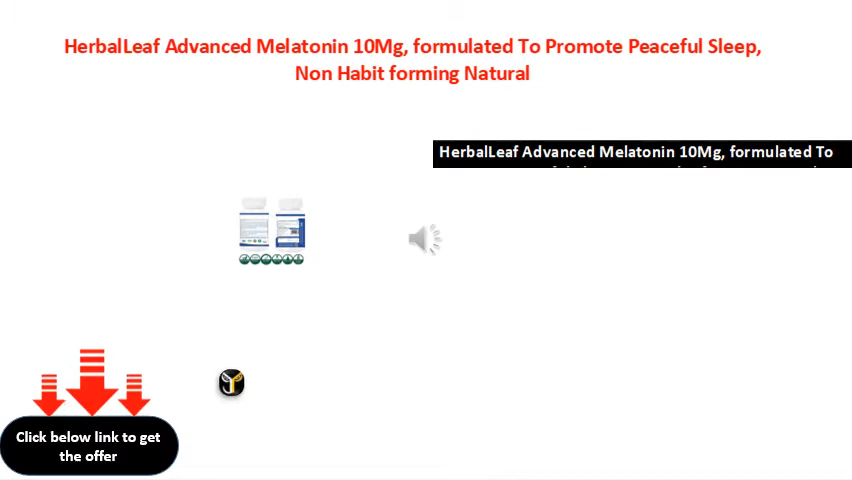 HerbalLeaf Advanced Melatonin 10Mg, formulated To Promote Peaceful Sleep,
Non Habit forming Natural
HerbalLeaf Advanced Melatonin 10Mg, formulated To
Click below link to get
the offer